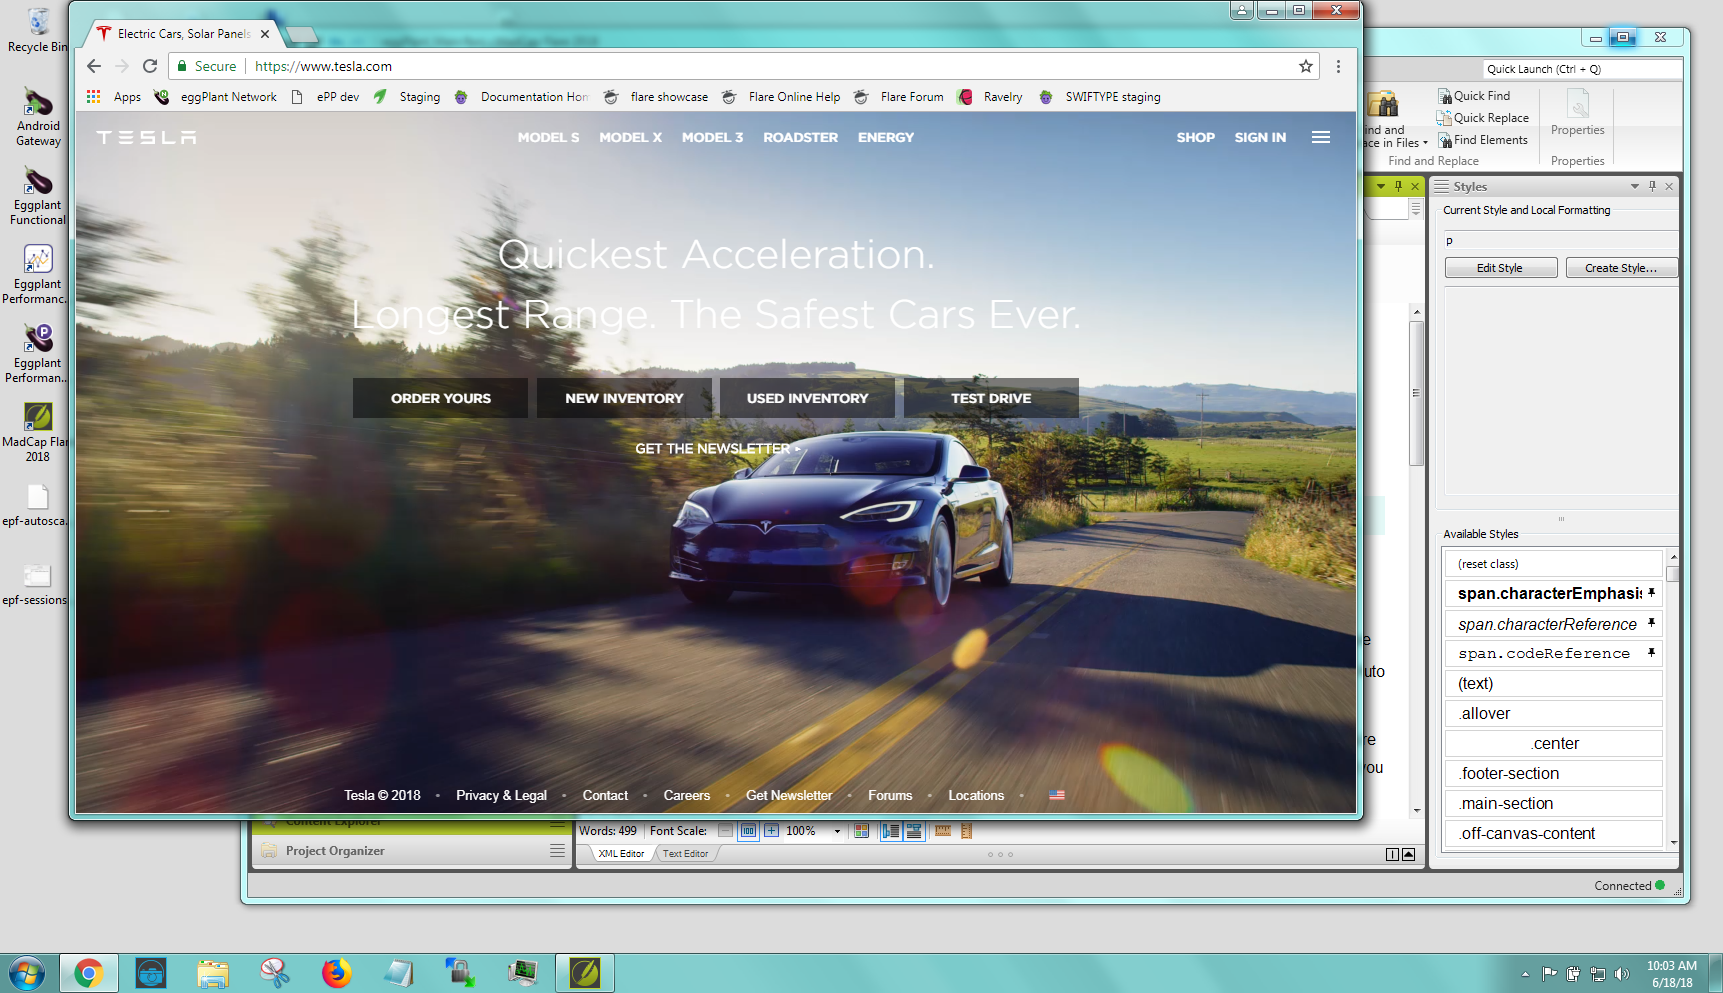 Recycle Bin
Android
Gateway
Eggplant
Functional
Eggplant
Performanc...
Eggplant
Performan...
MadCap Flar
2018
epf-autosca.
epf-sessions
Electric Cars, Solar Panels
Secure
https://www.tesla.com
Apps
eggPlant Network
ePP dev
Staging
Documentation Hom
flare showcase
Flare Online Help
Flare Forum
Ravelry
SWIFTYPE staging
TESLA
MODEL S
MODEL X
MODEL 3
ROADSTER
ENERGY
SHOP
SIGN IN
Quickest Acceleration.
Longest Range. The Safest Cars Ever.
ORDER YOURS
NEW INVENTORY
USED INVENTORY
TEST DRIVE
GET THE NEWSLETTER
Tesla © 2018
Privacy & Legal
Contact
Careers
Get Newsletter
Forums
Locations
Quick Launch (Ctrl + Q)
ind and
ace in Files
Quick Find
Quick Replace
Find Elements
Find and Replace
Properties
Properties
Styles
Current Style and Local Formatting
p
Edit Style
Create Style...
Available Styles
(reset class)
span.characterEmphasis
span.characterReference
span.codeReference
(text)
.allover
.center
.footer-section
.main-section
.off-canvas-content
e
uto
re
you
Content Explorer
Project Organizer
Words: 499
Font Scale:
100
100%
XML Editor
Text Editor
Connected
10:03 AM
6/18/18